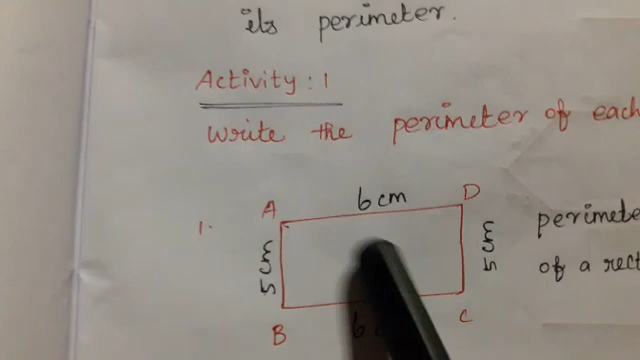 its perimeter.
Activity : 1
Write the perimeter of each
6 cm
A D
1.
5 cm
5 cm
perimete
of a rect
B C
6